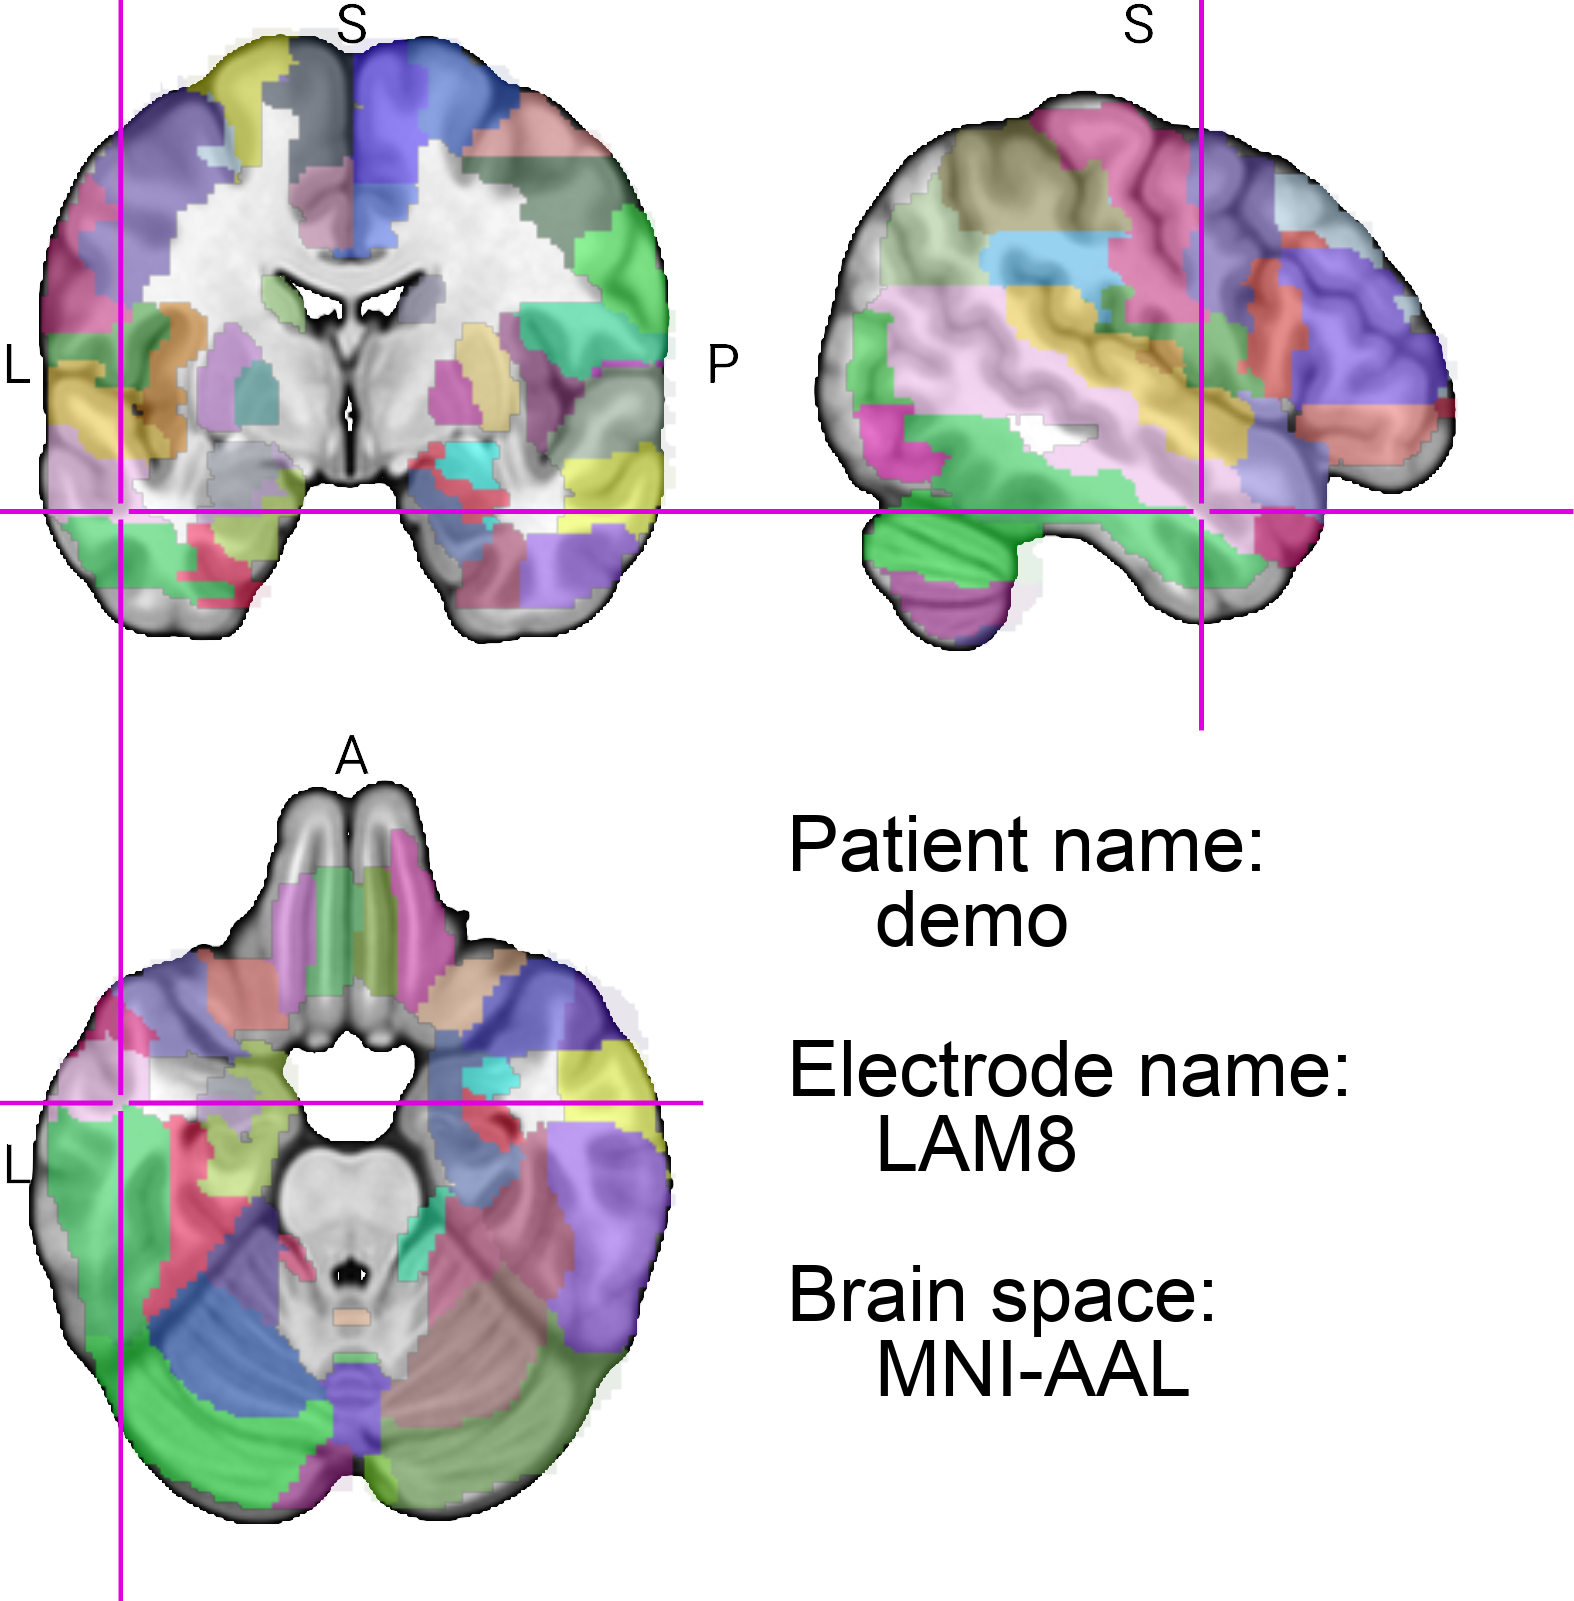 S
S
L
P
A
L
Patient name:
demo
Electrode name:
LAM8
Brain space:
MNI-AAL